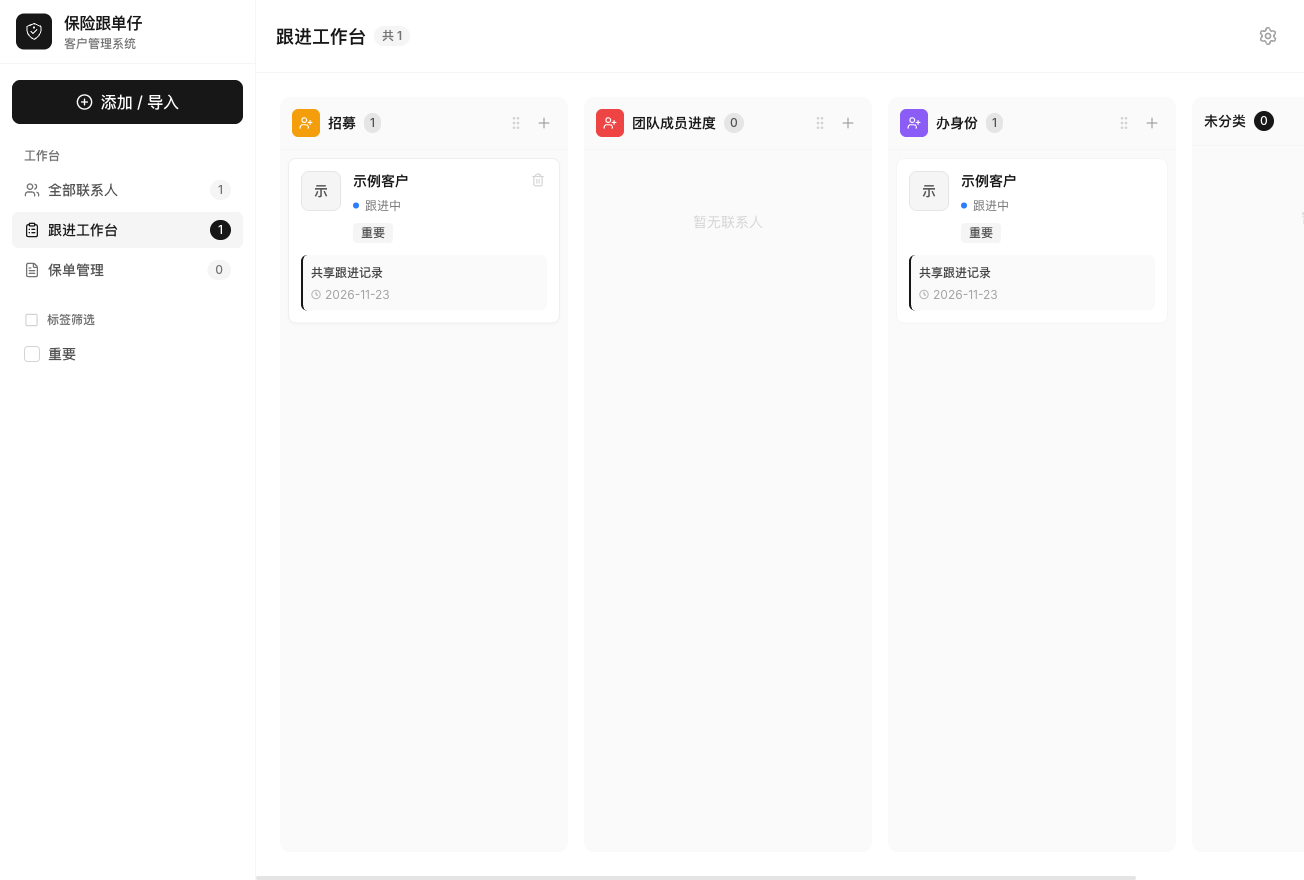 保险跟单仔
客户管理系统
添加 / 导入
工作台
全部联系人 1
跟进工作台 1
保单管理 0
标签筛选
重要
跟进工作台 共 1
招募 1
示
示例客户
跟进中
重要
共享跟进记录
2026-11-23
团队成员进度 0
暂无联系人
办身份 1
示
示例客户
跟进中
重要
共享跟进记录
2026-11-23
未分类 0